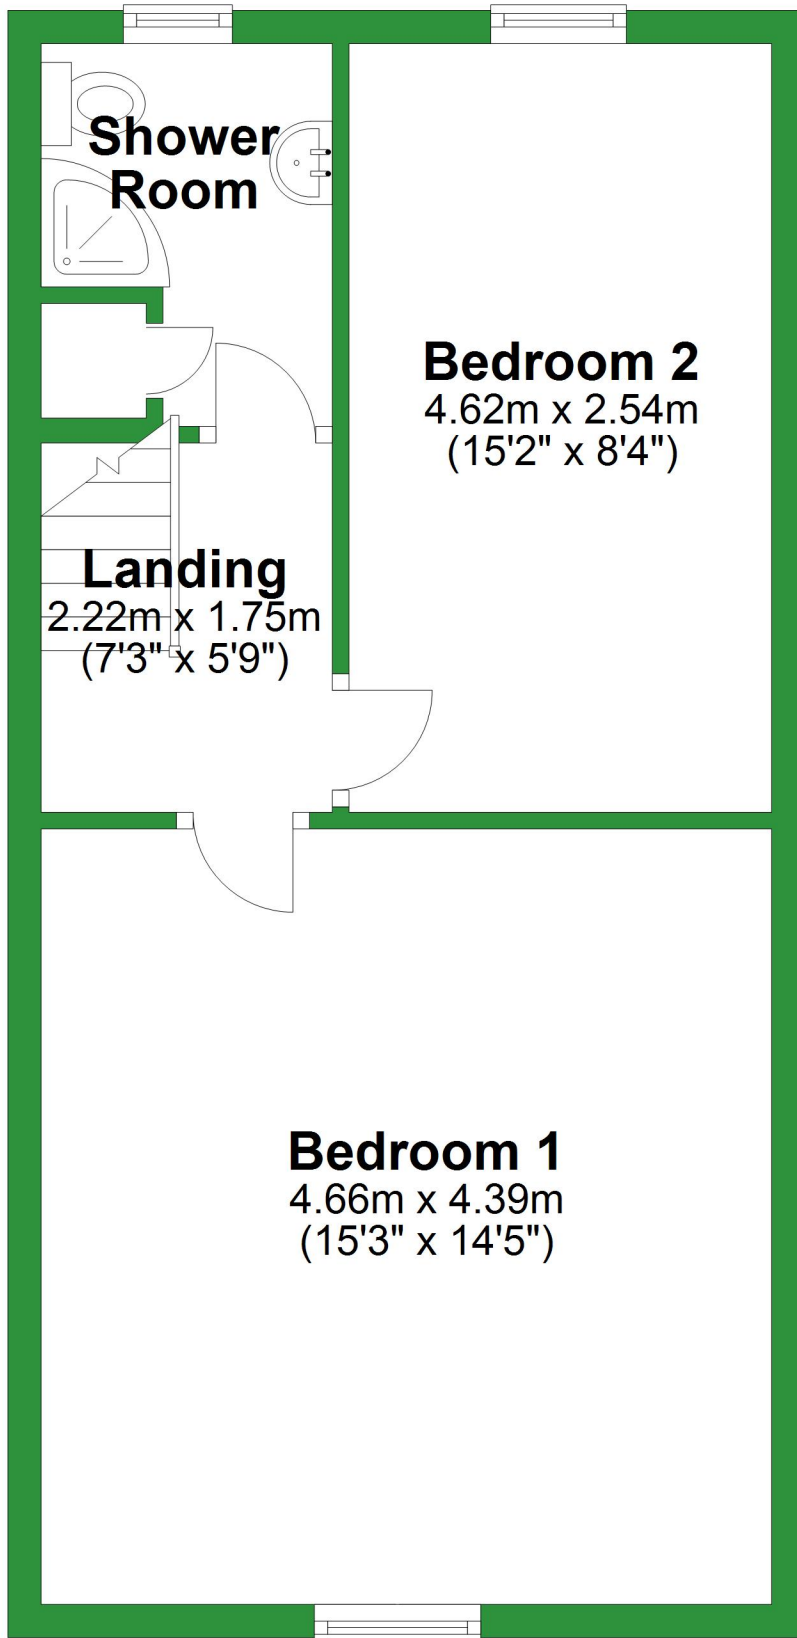 Shower
Room
Bedroom 2
4.62m x 2.54m
(15'2" x 8'4")
Landing
2.22m x 1.75m
(7'3" x 5'9")
Bedroom 1
4.66m x 4.39m
(15'3" x 14'5")